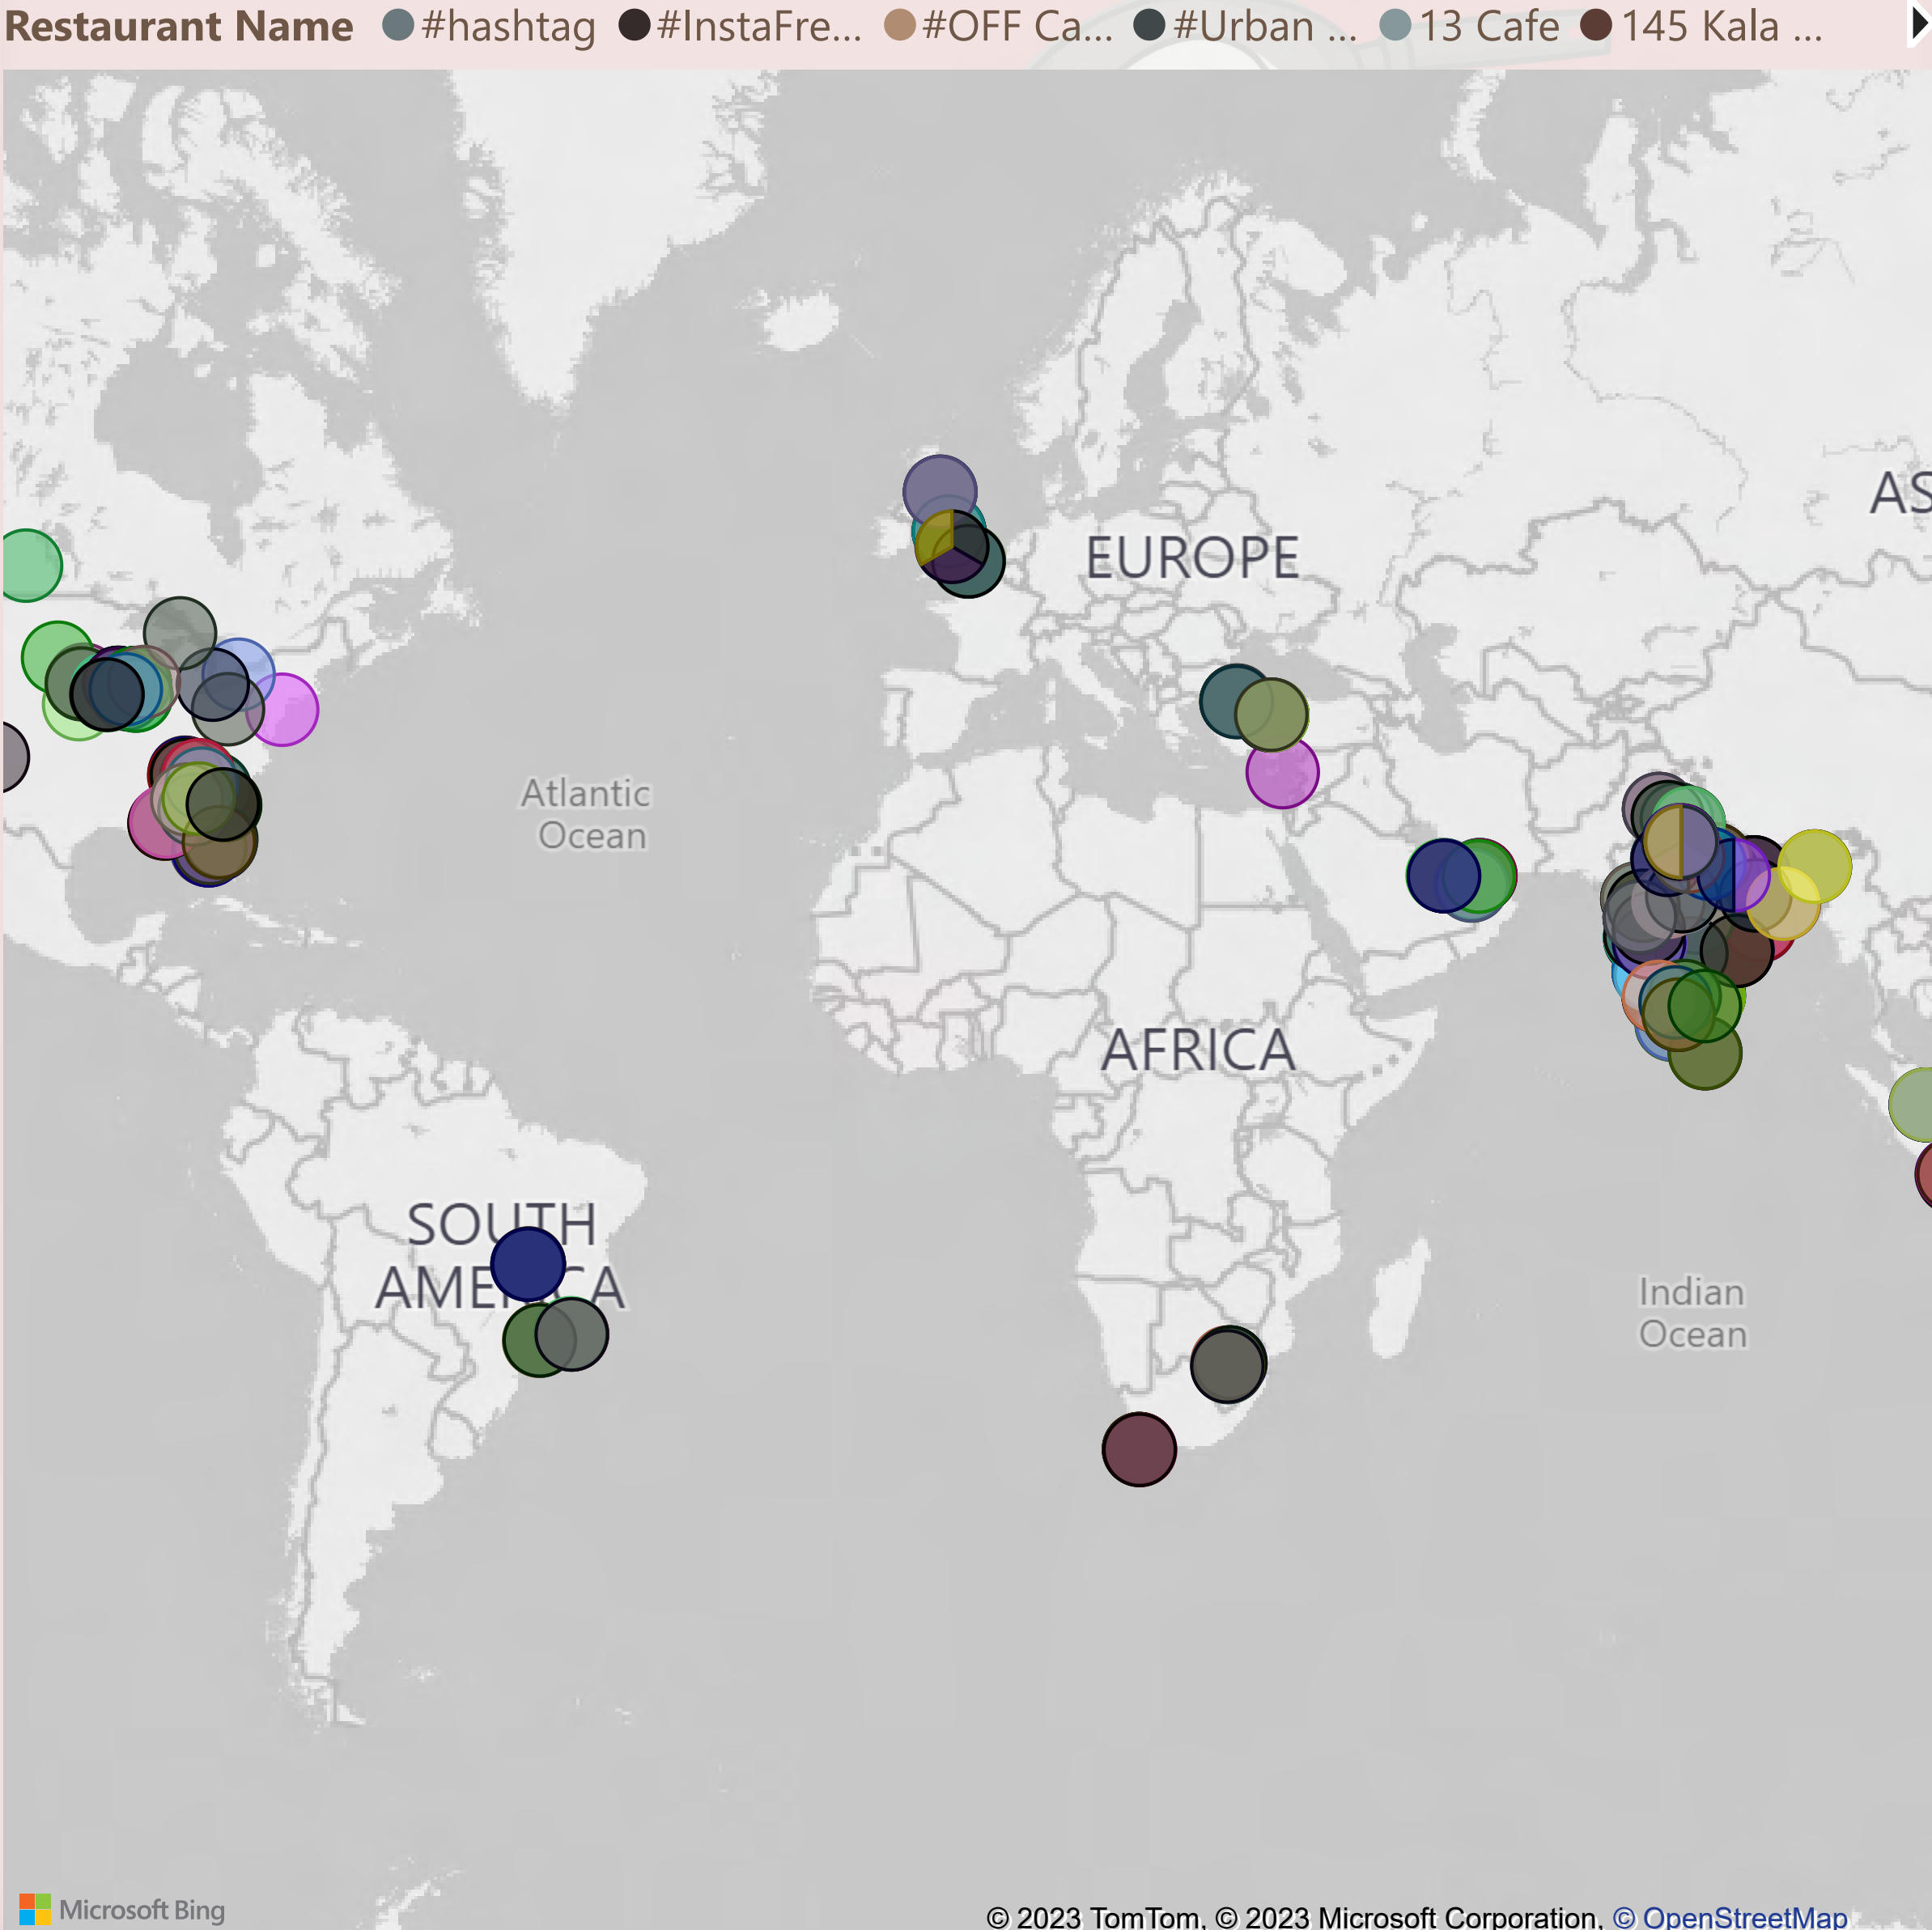 Restaurant Name #hashtag #InstaFre... #OFF Ca... #Urban ... 13 Cafe 145 Kala ...
AS
EUROPE
Atlantic
Ocean
AFRICA
SOUTH
AMERICA
Indian
Ocean
Microsoft Bing
© 2023 TomTom, © 2023 Microsoft Corporation, © OpenStreetMap